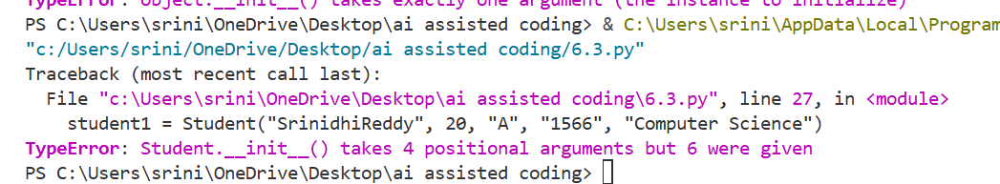 TypeError: object.__init__() takes exactly one argument (the instance to initialize)
PS C:\Users\srini\OneDrive\Desktop\ai assisted coding> & C:\Users\srini\AppData\Local\Program
"c:/Users/srini/OneDrive/Desktop/ai assisted coding/6.3.py"
Traceback (most recent call last):
  File "c:\Users\srini\OneDrive\Desktop\ai assisted coding\6.3.py", line 27, in <module>
    student1 = Student("SrinidhiReddy", 20, "A", "1566", "Computer Science")
TypeError: Student.__init__() takes 4 positional arguments but 6 were given
PS C:\Users\srini\OneDrive\Desktop\ai assisted coding>